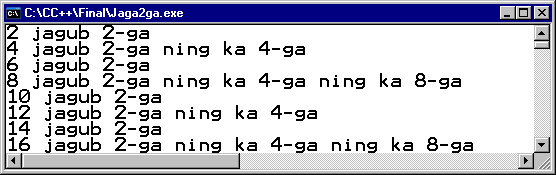 C:\CC++\Final\Jaga2ga.exe
2 jagub 2-ga
4 jagub 2-ga ning ka 4-ga
6 jagub 2-ga
8 jagub 2-ga ning ka 4-ga ning ka 8-ga
10 jagub 2-ga
12 jagub 2-ga ning ka 4-ga
14 jagub 2-ga
16 jagub 2-ga ning ka 4-ga ning ka 8-ga